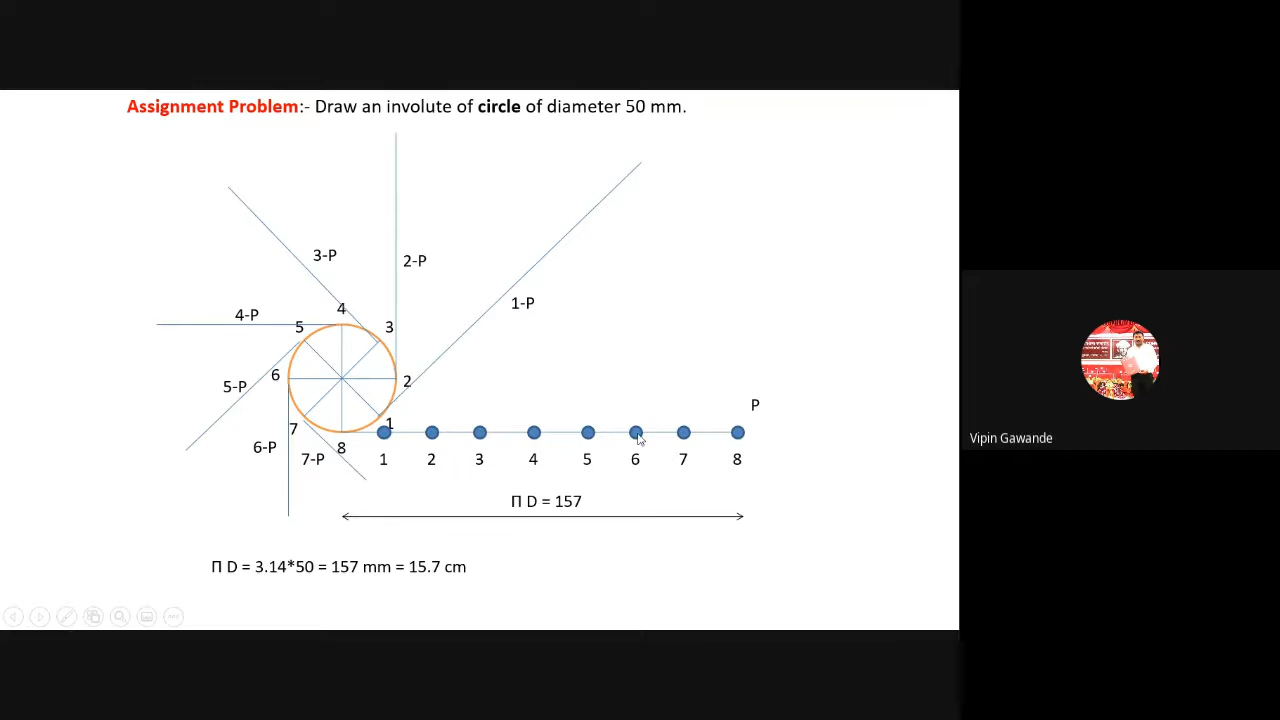 Assignment Problem:- Draw an involute of circle of diameter 50 mm.
3-P
2-P
1-P
4-P
4
5
3
6
2
5-P
P
1
7
6-P
8
7-P
1 2 3 4 5 6 7 8
Π D = 157
Π D = 3.14*50 = 157 mm = 15.7 cm
Vipin Gawande